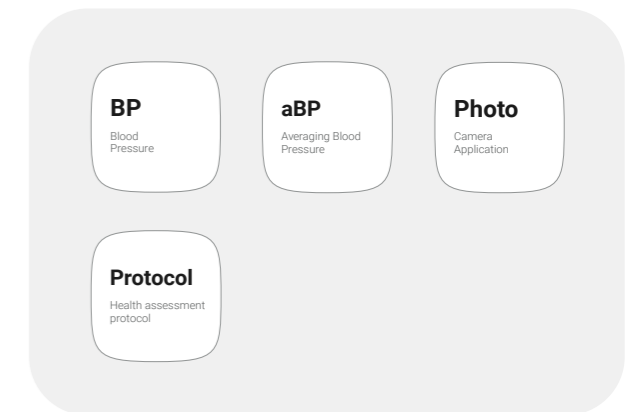 BP
Blood
Pressure
aBP
Averaging Blood
Pressure
Photo
Camera
Application
Protocol
Health assessment
protocol